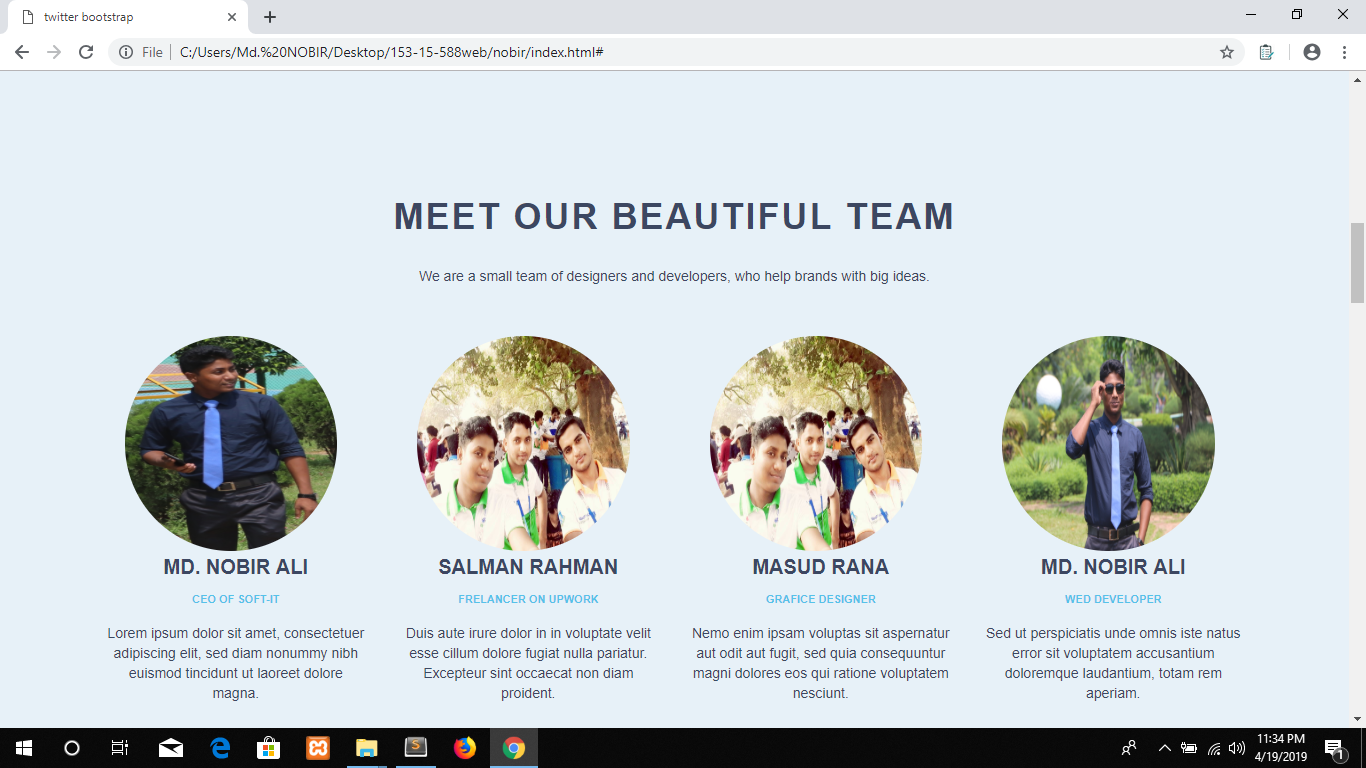 twitter bootstrap
File
C:/Users/Md.%20NOBIR/Desktop/153-15-588web/nobir/index.html#
MEET OUR BEAUTIFUL TEAM
We are a small team of designers and developers, who help brands with big ideas.
MD. NOBIR ALI
CEO OF SOFT-IT
Lorem ipsum dolor sit amet, consectetuer
adipiscing elit, sed diam nonummy nibh
euismod tincidunt ut laoreet dolore
magna.
SALMAN RAHMAN
FRELANCER ON UPWORK
Duis aute irure dolor in in voluptate velit
esse cillum dolore fugiat nulla pariatur.
Excepteur sint occaecat non diam
proident.
MASUD RANA
GRAFICE DESIGNER
Nemo enim ipsam voluptas sit aspernatur
aut odit aut fugit, sed quia consequuntur
magni dolores eos qui ratione voluptatem
nesciunt.
MD. NOBIR ALI
WED DEVELOPER
Sed ut perspiciatis unde omnis iste natus
error sit voluptatem accusantium
doloremque laudantium, totam rem
aperiam.
11:34 PM
4/19/2019
1